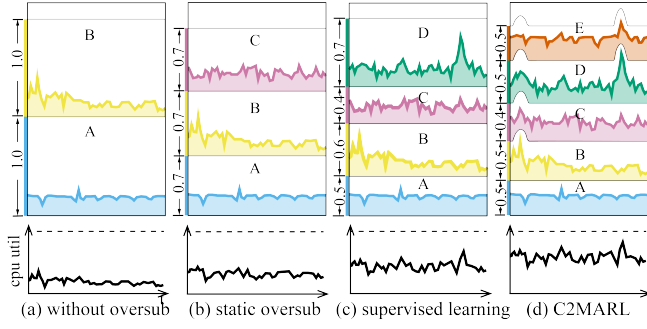 B
1.0
A
1.0
C
0.7
B
0.7
A
0.7
D
0.7
C
0.4
B
0.6
A
0.5
E
0.5
D
0.5
C
0.4
B
0.5
A
0.5
cpu util
t
(a) without oversub
(b) static oversub
(c) supervised learning
(d) C2MARL